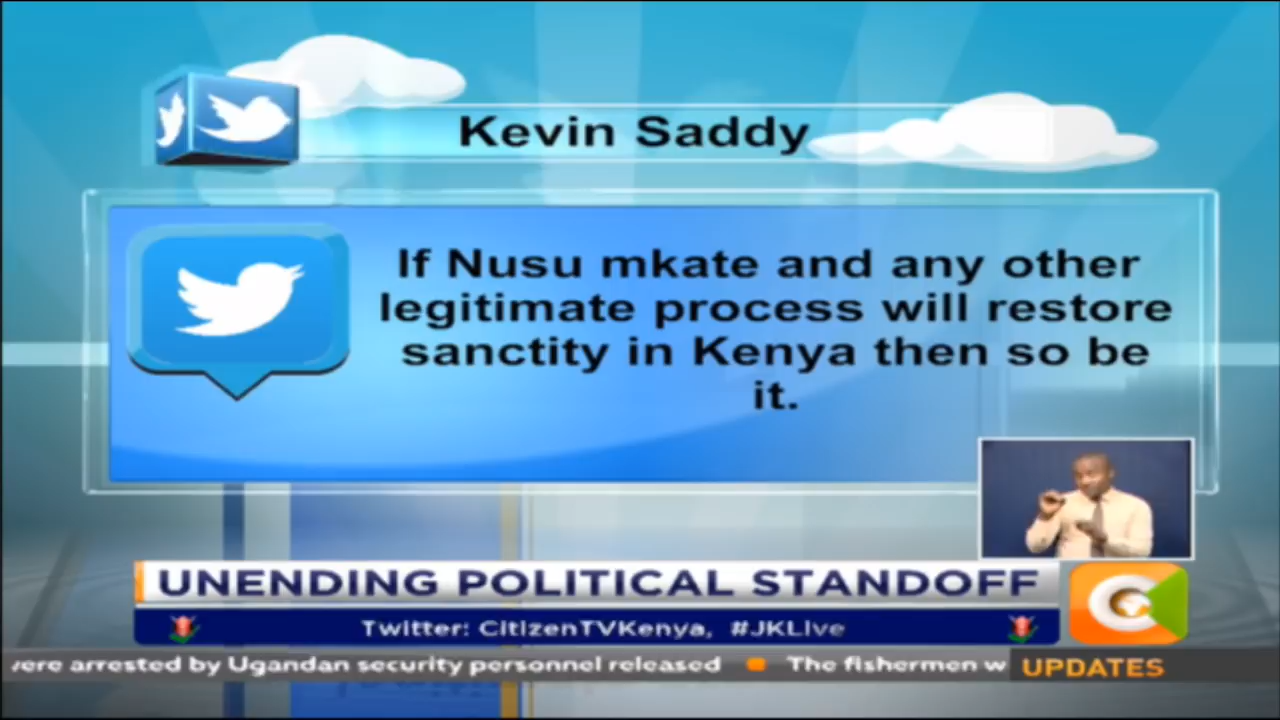 Kevin Saddy
If Nusu mkate and any other
legitimate process will restore
sanctity in Kenya then so be
it.
UNENDING POLITICAL STANDOFF
Twitter: CitizenTVKenya, #JKLive
arrested by Ugandan security personnel released
The fishermen
UPDATES